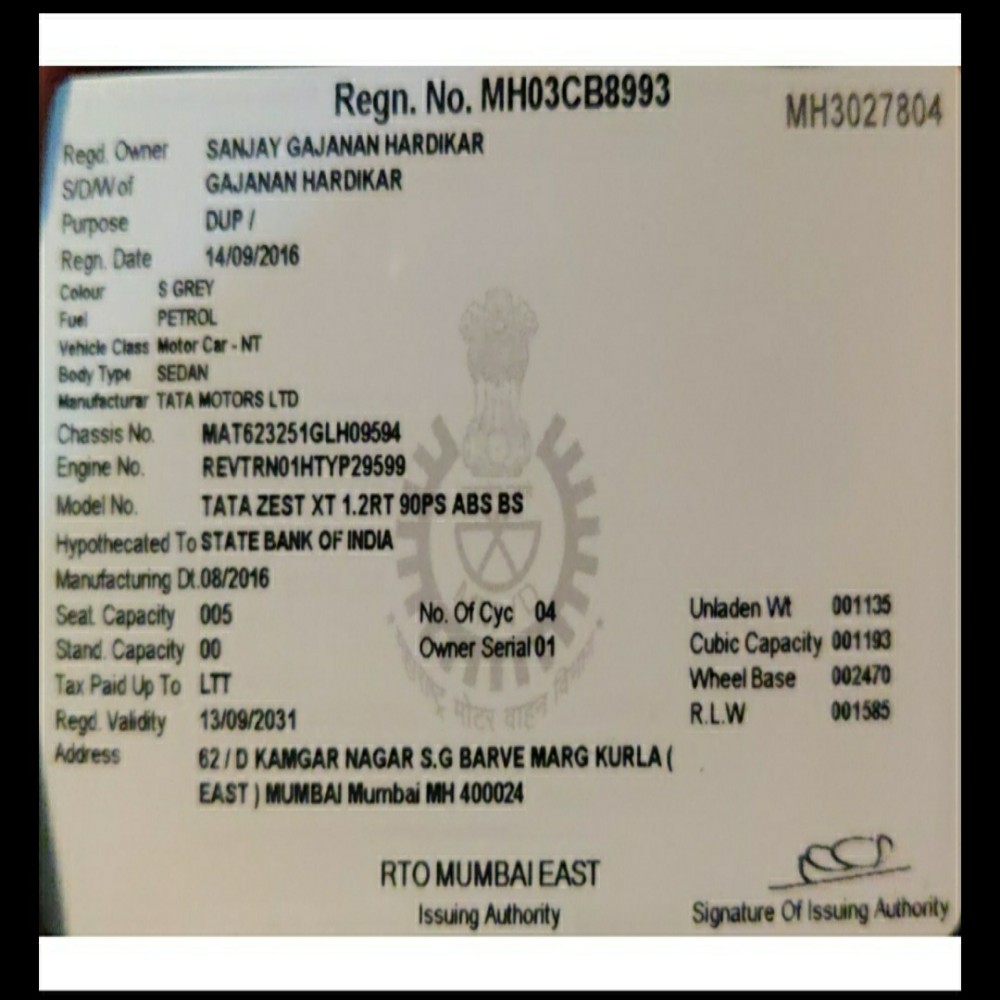 Regn. No. MH03CB8993
MH3027804
Regd. Owner SANJAY GAJANAN HARDIKAR
S/D/W of GAJANAN HARDIKAR
Purpose DUP /
Regn. Date 14/09/2016
Colour S GREY
Fuel PETROL
Vehicle Class Motor Car - NT
Body Type SEDAN
Manufacturar TATA MOTORS LTD
Chassis No. MAT623251GLH09594
Engine No. REVTRN01HTYP29599
Model No. TATA ZEST XT 1.2RT 90PS ABS BS
Hypothecated To STATE BANK OF INDIA
Manufacturing Dt. 08/2016
Seat. Capacity 005 No. Of Cyc 04 Unladen Wt 001135
Stand. Capacity 00 Owner Serial 01 Cubic Capacity 001193
Tax Paid Up To LTT Wheel Base 002470
Regd. Validity 13/09/2031 R.L.W 001585
मोटर वाहन
Address 62 / D KAMGAR NAGAR S.G BARVE MARG KURLA (
EAST ) MUMBAI Mumbai MH 400024
RTO MUMBAI EAST
Issuing Authority
Signature Of Issuing Authority